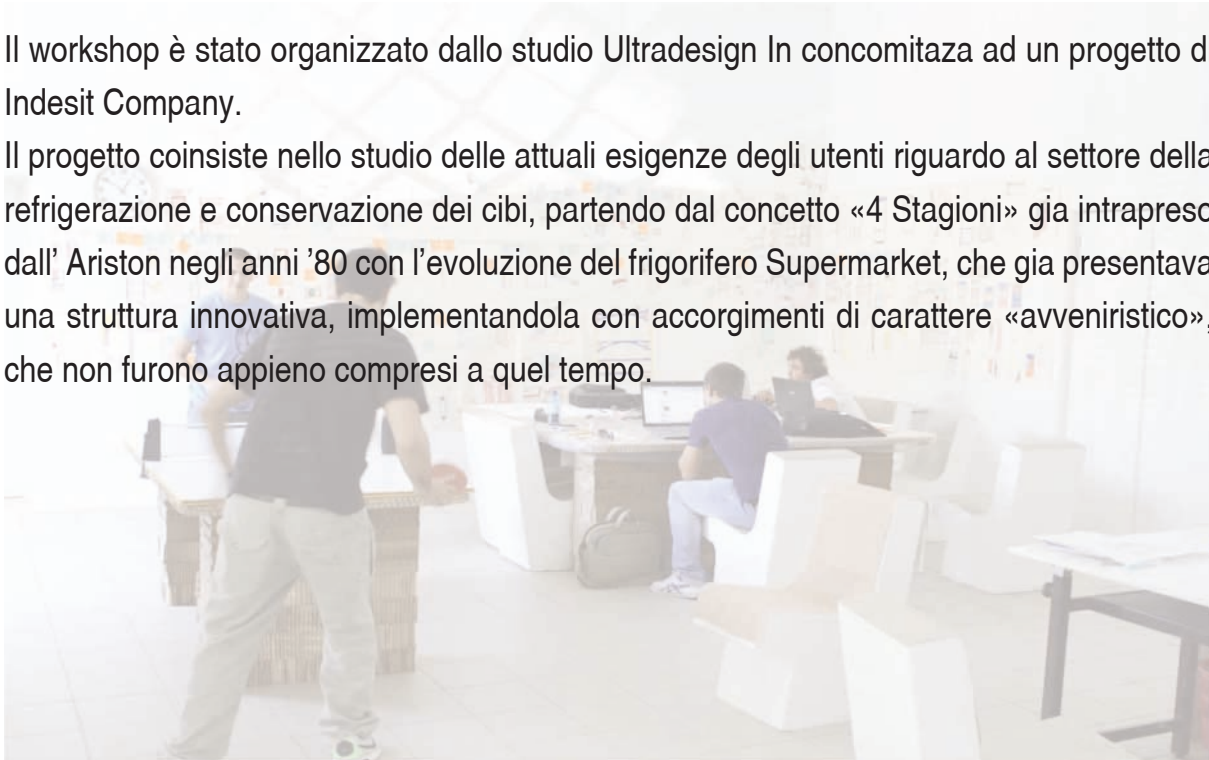 Il workshop è stato organizzato dallo studio Ultradesign In concomitaza ad un progetto d
Indesit Company.
Il progetto coinsiste nello studio delle attuali esigenze degli utenti riguardo al settore della
refrigerazione e conservazione dei cibi, partendo dal concetto «4 Stagioni» gia intrapreso
dall’ Ariston negli anni ’80 con l’evoluzione del frigorifero Supermarket, che gia presentava
una struttura innovativa, implementandola con accorgimenti di carattere «avveniristico»,
che non furono appieno compresi a quel tempo.